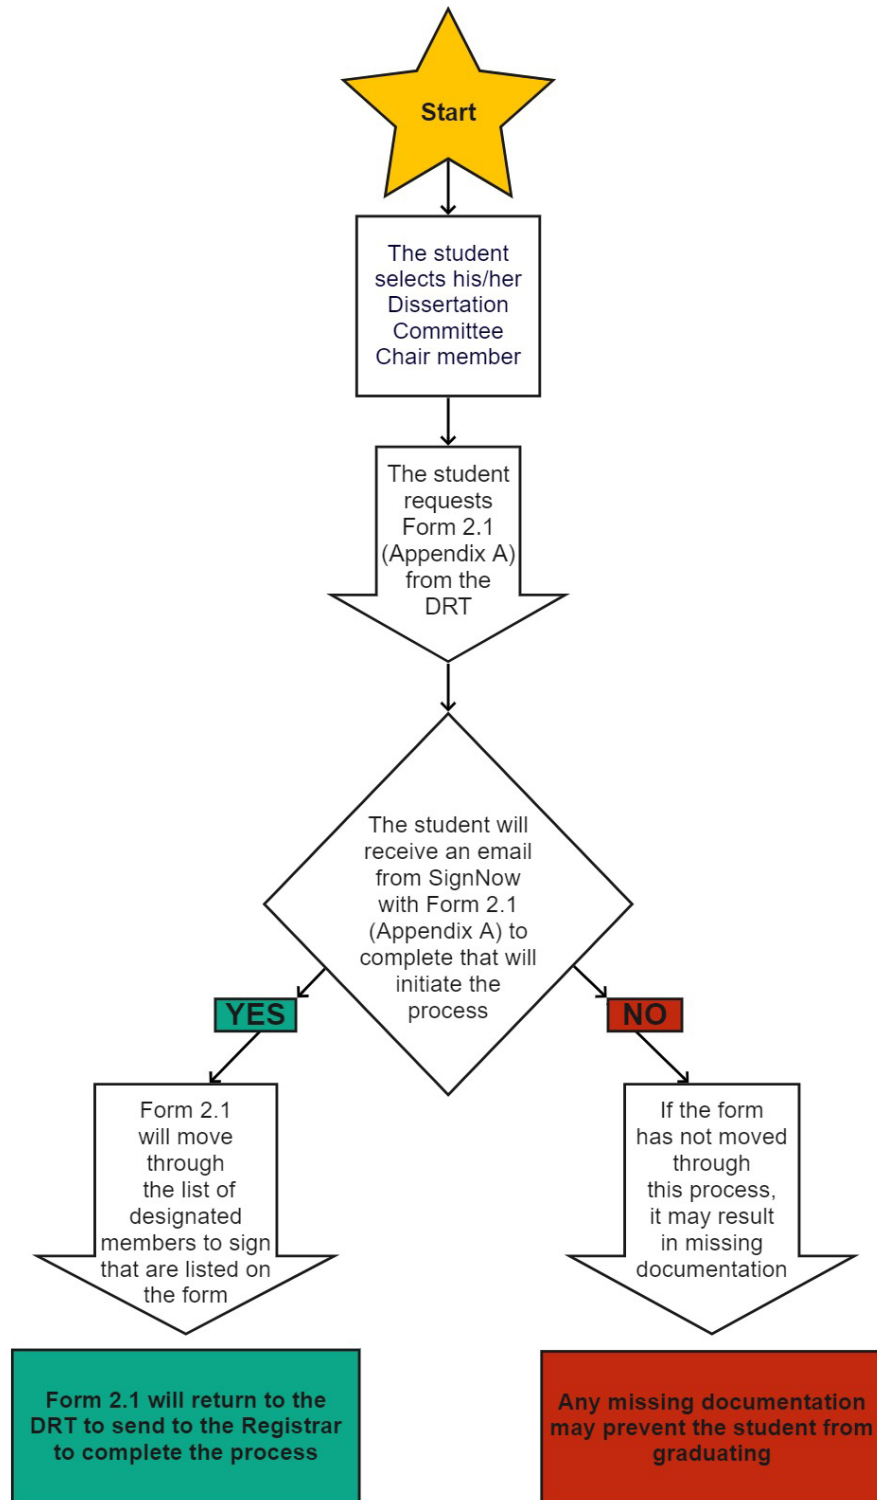 Start
The student
selects his/her
Dissertation
Committee
Chair member
The student
requests
Form 2.1
(Appendix A)
from the
DRT
The student will
receive an email
from SignNow
with Form 2.1
(Appendix A) to
complete that will
initiate the
process
YES
NO
Form 2.1
will move
through
the list of
designated
members to sign
that are listed on
the form
If the form
has not moved
through
this process,
it may result
in missing
documentation
Form 2.1 will return to the
DRT to send to the Registrar
to complete the process
Any missing documentation
may prevent the student from
graduating